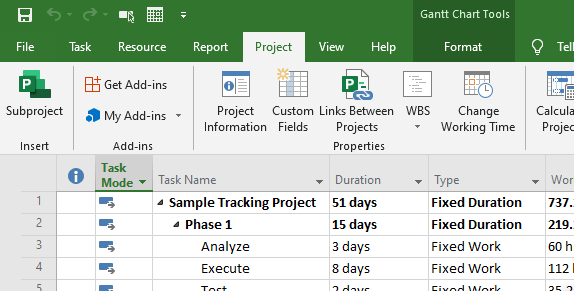 Gantt Chart Tools
File Task Resource Report Project View Help Format Tell
Subproject Get Add-ins My Add-ins Project Information Custom Fields Links Between Projects WBS Change Working Time
Insert Add-ins Properties
Task Mode Task Name Duration Type
1 Sample Tracking Project 51 days Fixed Duration 737.
2 Phase 1 15 days Fixed Duration 219.
3 Analyze 3 days Fixed Work 60 h
4 Execute 8 days Fixed Work 112
5 Test 2 days Fixed Work 35.2